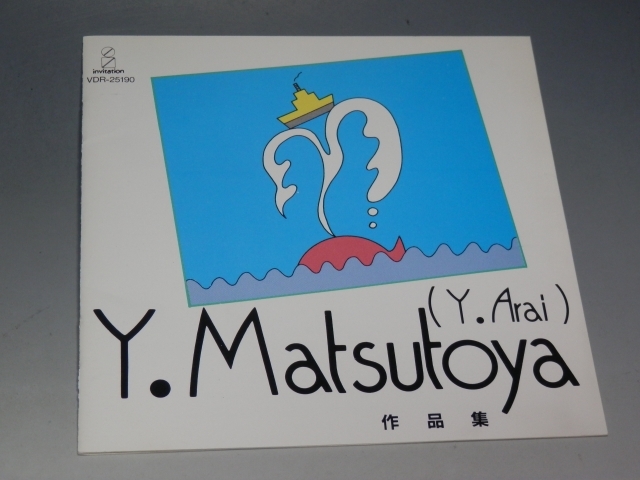 invitation
VDR-25190
(Y. Arai)
Y. Matsutoya
作品集